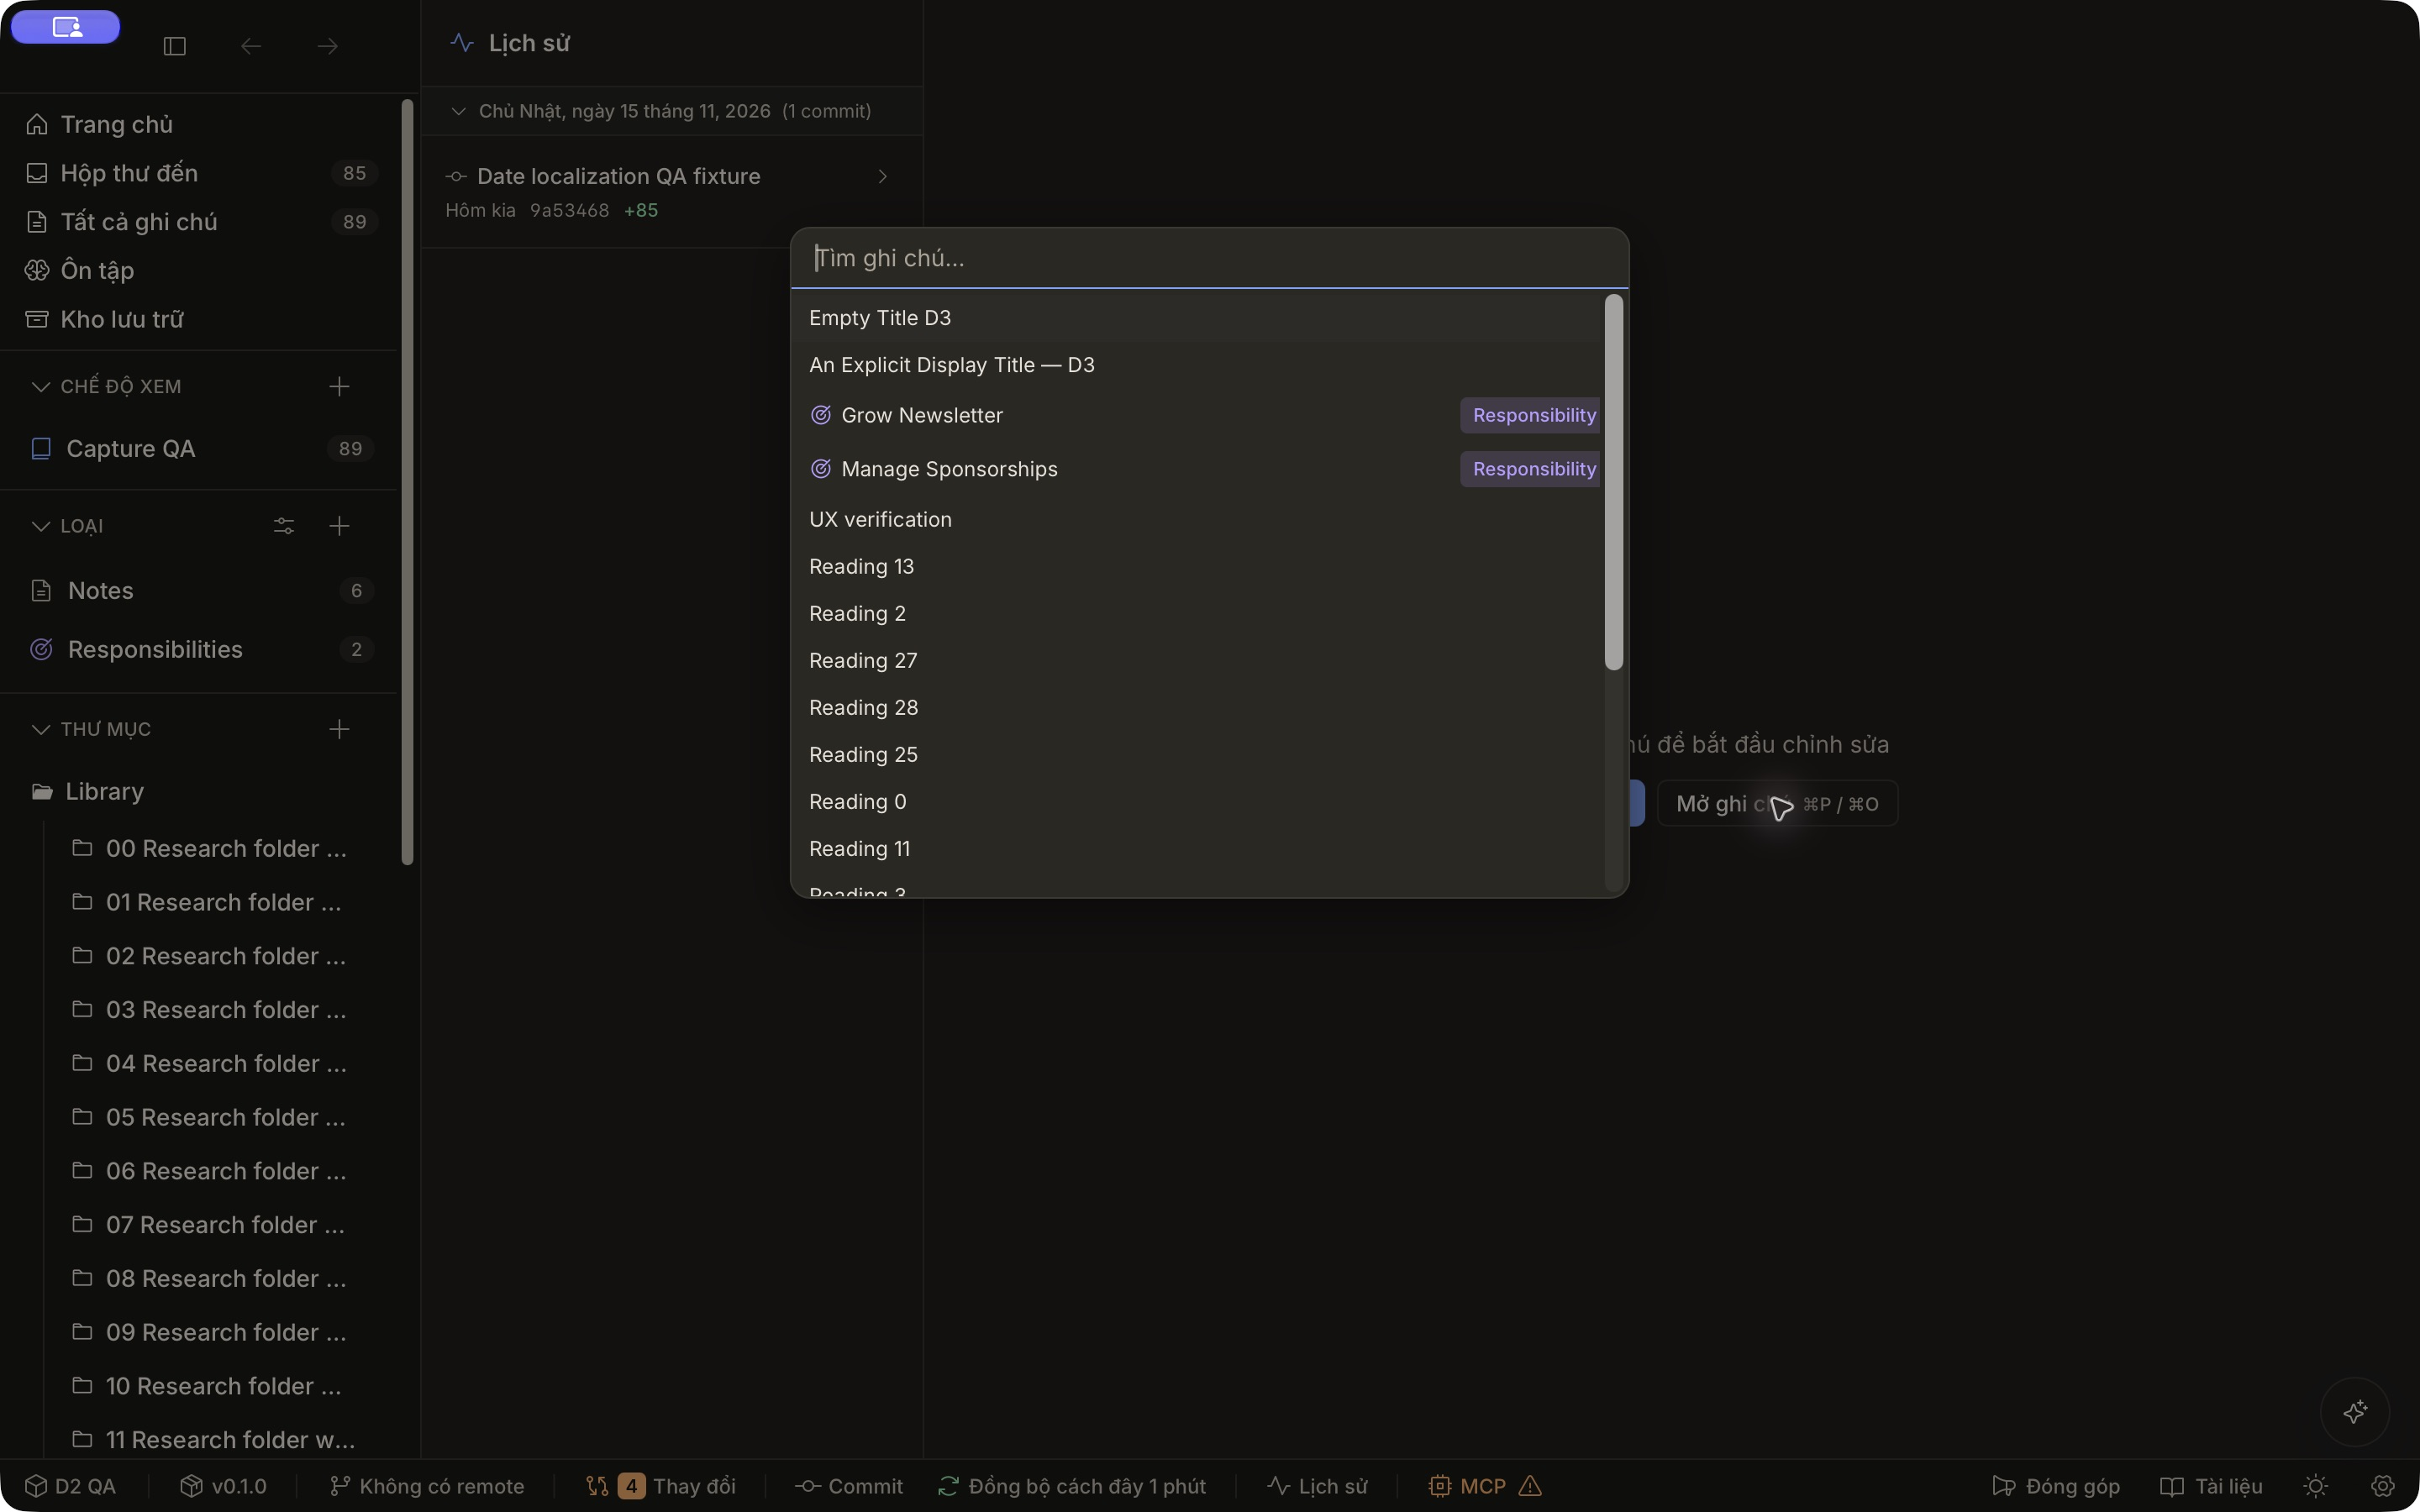 Trang chủ
Hộp thư đến 85
Tất cả ghi chú 89
Ôn tập
Kho lưu trữ
CHẾ ĐỘ XEM
Capture QA 89
LOẠI
Notes 6
Responsibilities 2
THƯ MỤC
Library
00 Research folder ...
01 Research folder ...
02 Research folder ...
03 Research folder ...
04 Research folder ...
05 Research folder ...
06 Research folder ...
07 Research folder ...
08 Research folder ...
09 Research folder ...
10 Research folder ...
11 Research folder w...
Lịch sử
Chủ Nhật, ngày 15 tháng 11, 2026 (1 commit)
Date localization QA fixture
Hôm kia 9a53468 +85
Tìm ghi chú...
Empty Title D3
An Explicit Display Title — D3
Grow Newsletter Responsibility
Manage Sponsorships Responsibility
UX verification
Reading 13
Reading 2
Reading 27
Reading 28
Reading 25
Reading 0
Reading 11
Reading 3
để bắt đầu chỉnh sửa
Mở ghi ⌘P / ⌘O
D2 QA v0.1.0 Không có remote 4 Thay đổi Commit Đồng bộ cách đây 1 phút Lịch sử MCP Đóng góp Tài liệu